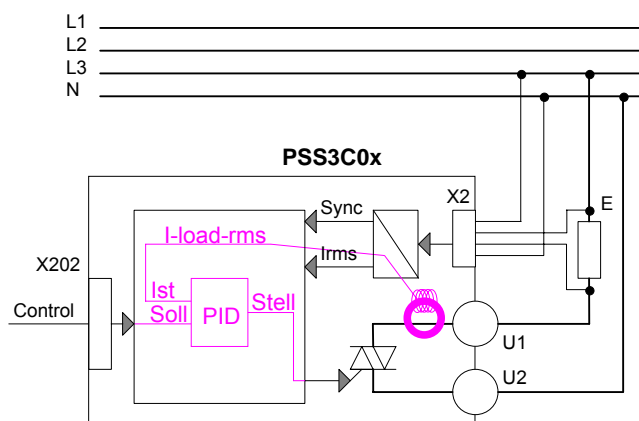 L1
L2
L3
N
PSS3C0x
X2
E
Sync
I-load-rms
Irms
X202
Ist
Control
Soll
PID
Stell
U1
U2